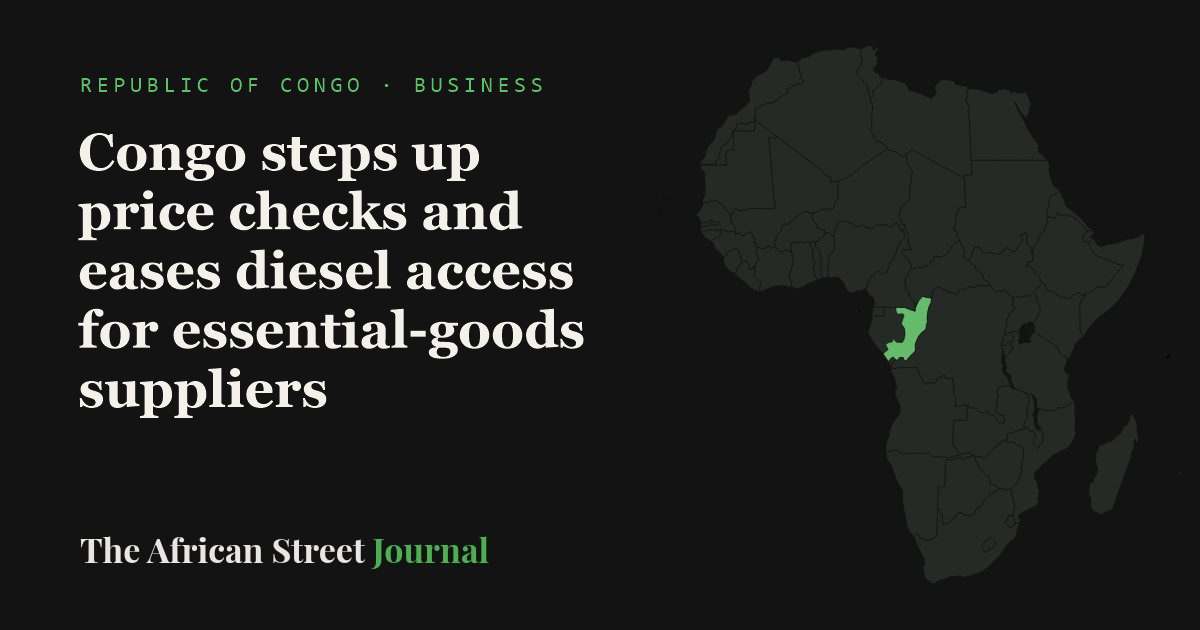 REPUBLIC OF CONGO · BUSINESS
Congo steps up
price checks and
eases diesel access
for essential-goods
suppliers
The African Street Journal